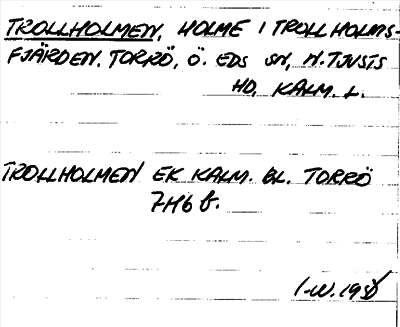 TROLLHOLMEN, HOLME I TROLLHOLMS-
FJÄRDEN. TORRÖ, Ö. EDS SN, N. TJUSTS
HD, KALM. L.
TROLLHOLMEN EK KALM. BL. TORRÖ
7H6 f.